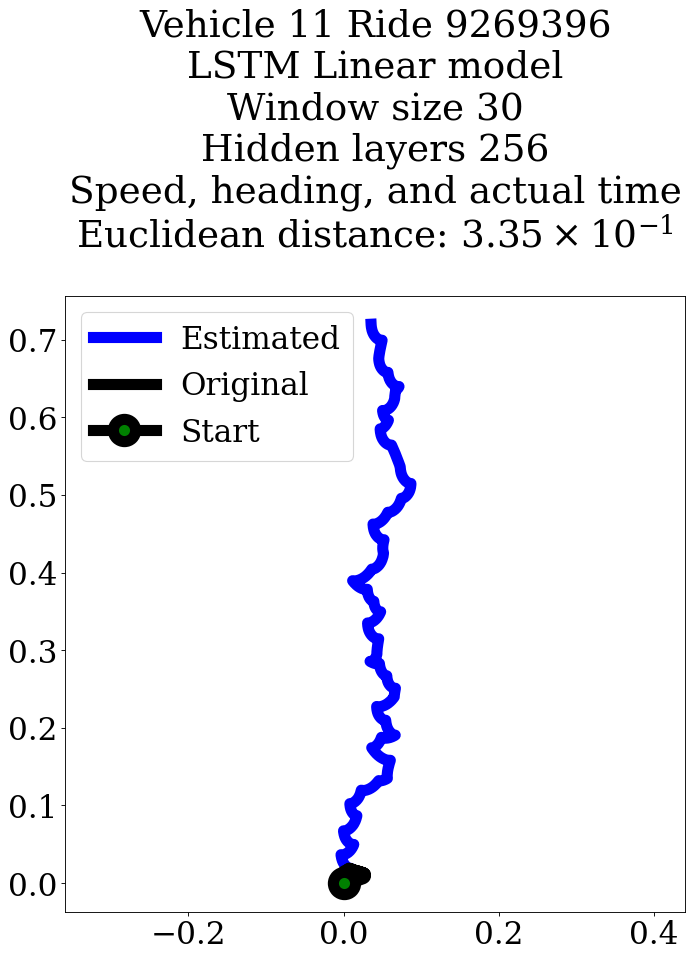 Vehicle 11 Ride 9269396
LSTM Linear model
Window size 30
Hidden layers 256
Speed, heading, and actual time
Euclidean distance: 3.35 × 10⁻¹
Estimated
Original
Start
0.7
0.6
0.5
0.4
0.3
0.2
0.1
0.0
−0.2 0.0 0.2 0.4